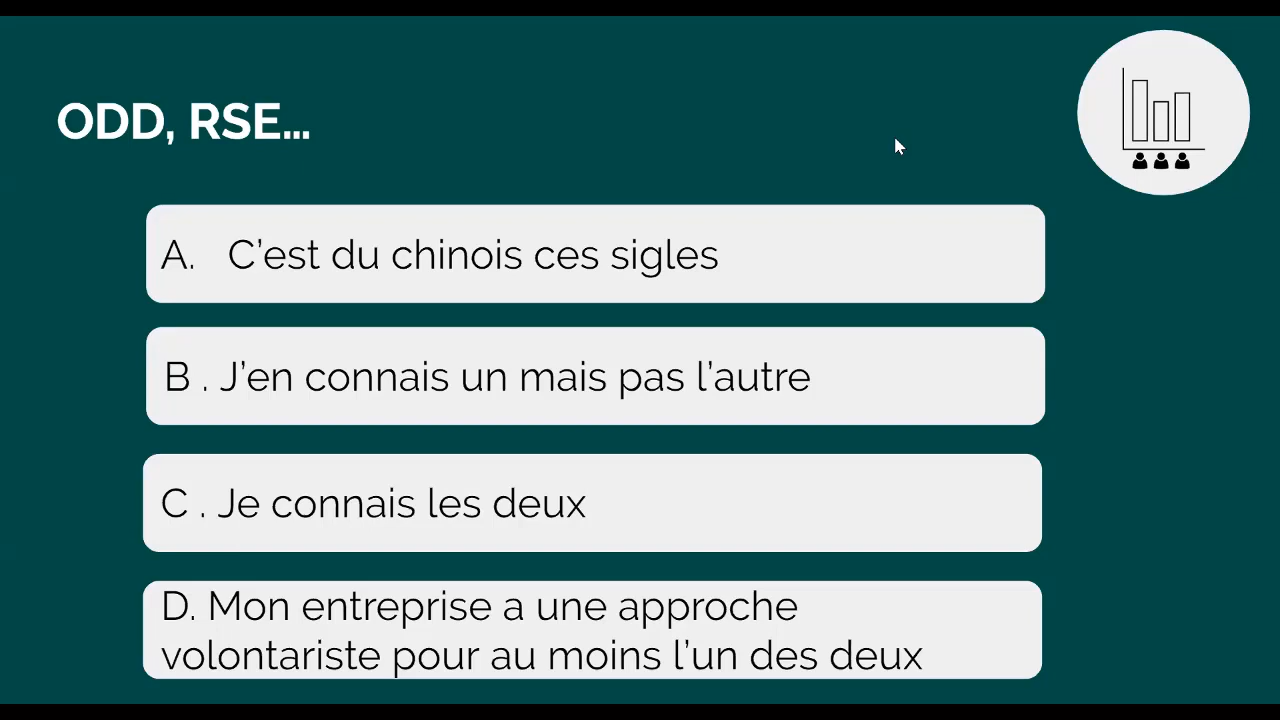 ODD, RSE...
A. C’est du chinois ces sigles
B . J’en connais un mais pas l’autre
C . Je connais les deux
D. Mon entreprise a une approche
volontariste pour au moins l’un des deux